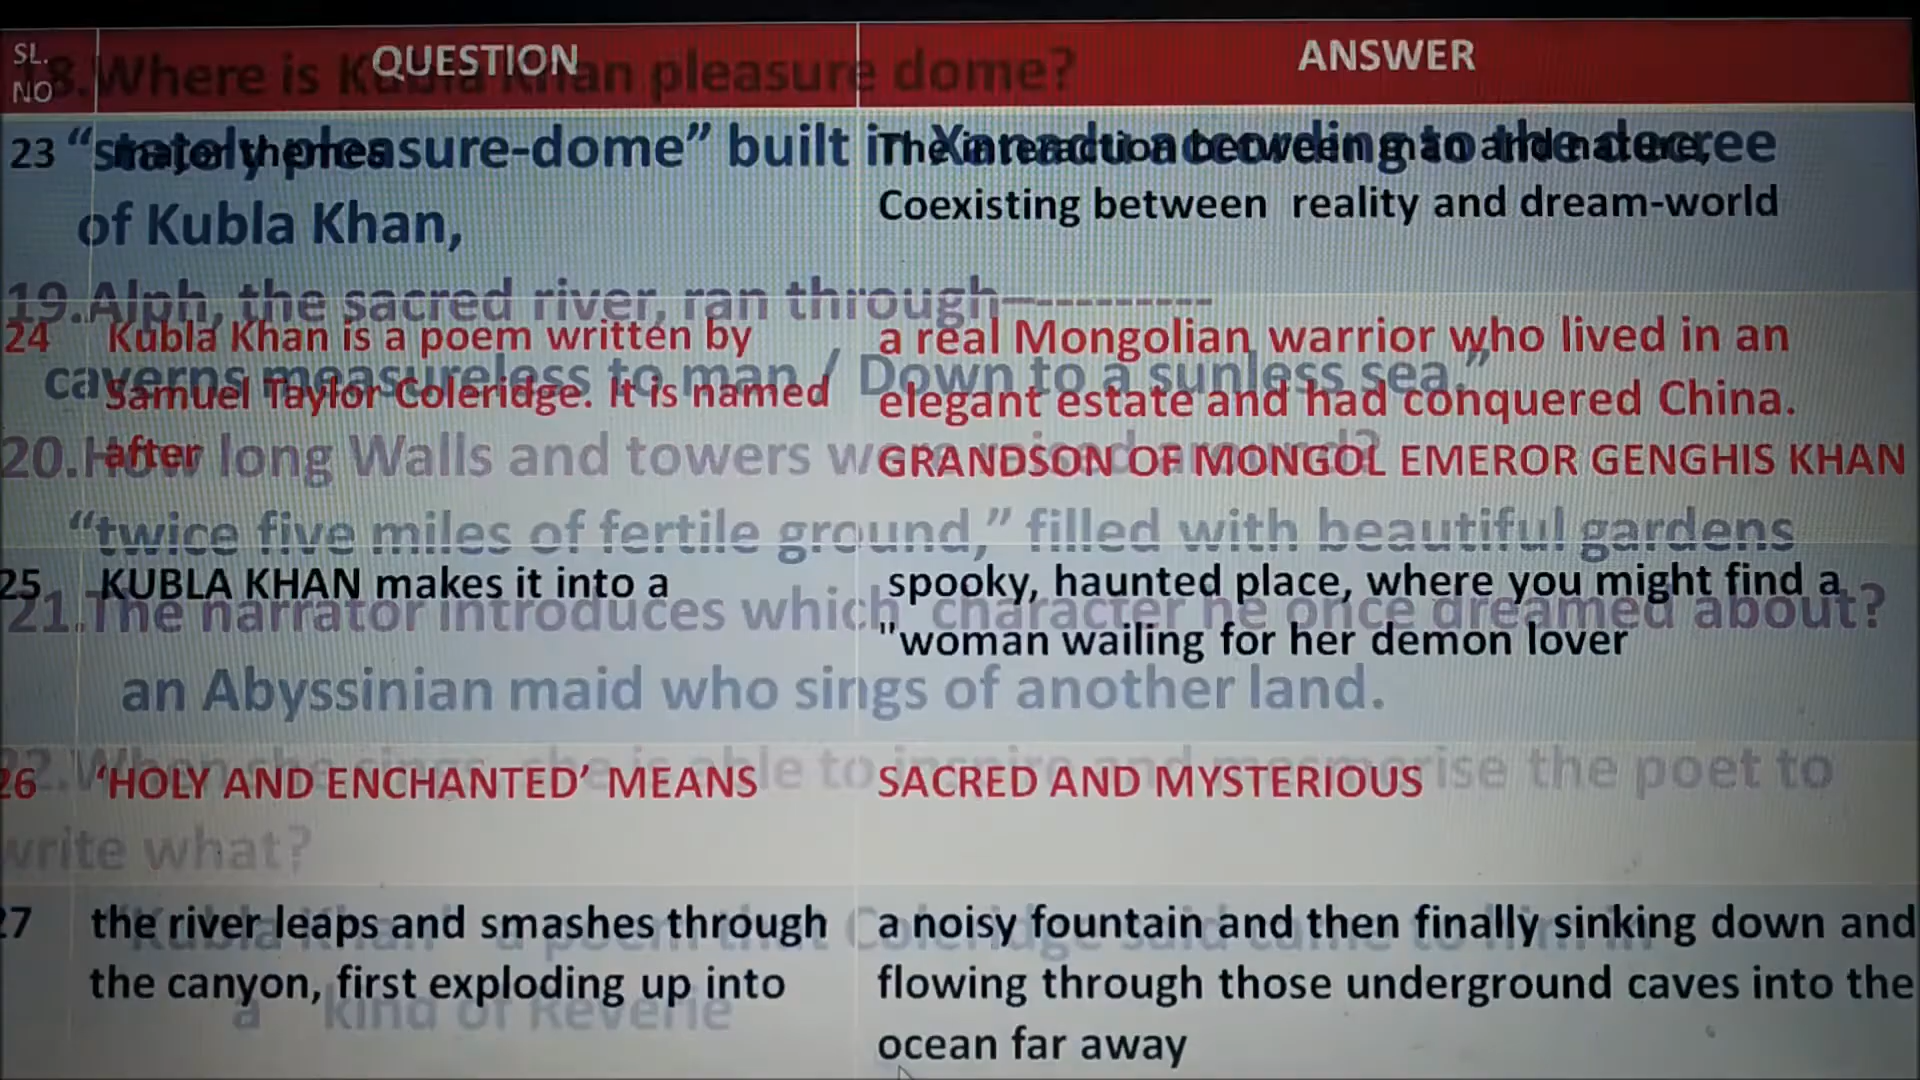 SL. NO QUESTION ANSWER
18.Where is Kubla Khan pleasure dome?
"stately pleasure-dome" built in Xanadu according to the decree
of Kubla Khan,
19.Alph, the sacred river, ran through----------
caverns measureless to man / Down to a sunless sea."
20.How long Walls and towers were raised around?
"twice five miles of fertile ground," filled with beautiful gardens
21.The narrator introduces which character he once dreamed about?
an Abyssinian maid who sings of another land.
22.When she sings, she is able to inspire and mesmerise the poet to
write what?
"Kubla Khan" a poem that Coleridge said came to him in
a "kind of Reverie
23 major themes
The interaction between man and nature,
Coexisting between reality and dream-world
24 Kubla Khan is a poem written by
Samuel Taylor Coleridge. It is named
after
a real Mongolian warrior who lived in an
elegant estate and had conquered China.
GRANDSON OF MONGOL EMEROR GENGHIS KHAN
25. KUBLA KHAN makes it into a
spooky, haunted place, where you might find a
"woman wailing for her demon lover
26 'HOLY AND ENCHANTED' MEANS
SACRED AND MYSTERIOUS
27 the river leaps and smashes through
the canyon, first exploding up into
a noisy fountain and then finally sinking down and
flowing through those underground caves into the
ocean far away